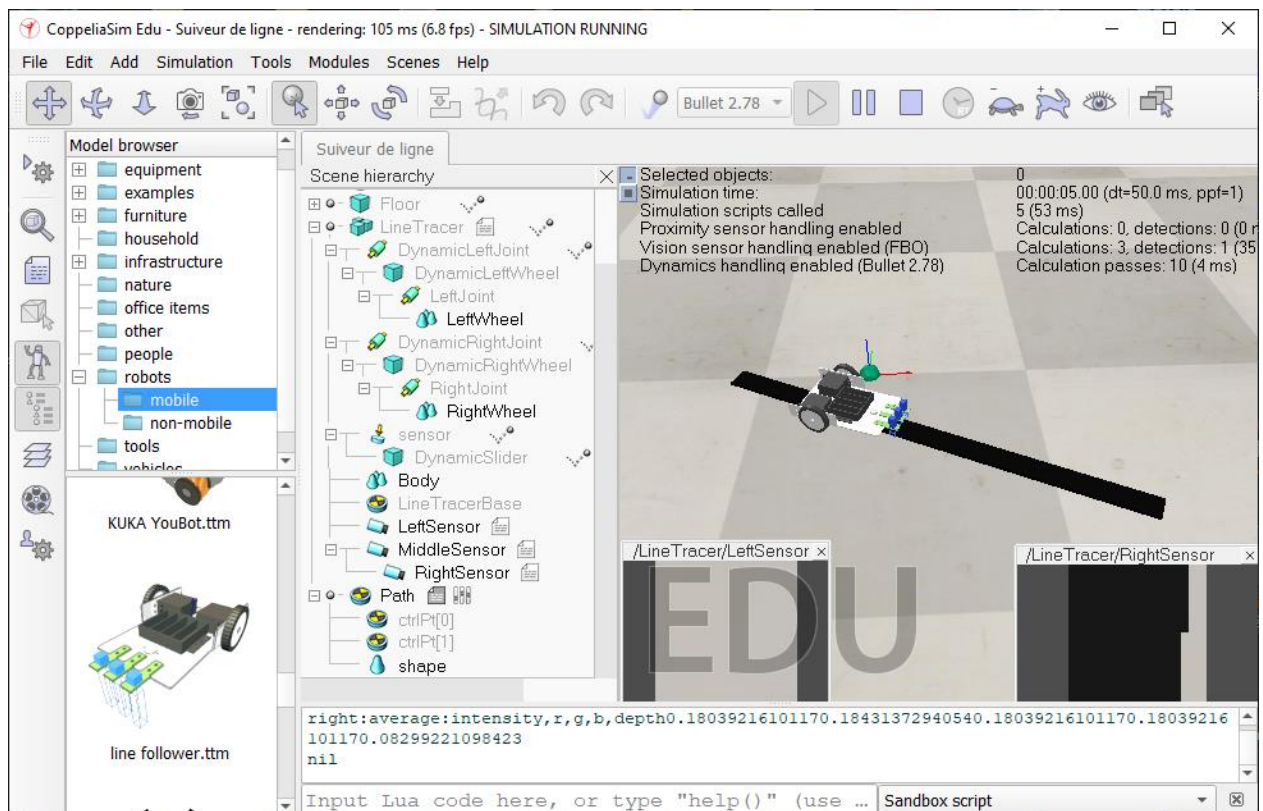 CoppeliaSim Edu - Suiveur de ligne - rendering: 105 ms (6.8 fps) - SIMULATION RUNNING
File Edit Add Simulation Tools Modules Scenes Help
Bullet 2.78
Model browser
equipment
examples
furniture
household
infrastructure
nature
office items
other
people
robots
mobile
non-mobile
tools
vehicles
KUKA YouBot.ttm
line follower.ttm
Suiveur de ligne
Scene hierarchy
Floor
LineTracer
DynamicLeftJoint
DynamicLeftWheel
LeftJoint
LeftWheel
DynamicRightJoint
DynamicRightWheel
RightJoint
RightWheel
sensor
DynamicSlider
Body
LineTracerBase
LeftSensor
MiddleSensor
RightSensor
Path
ctrlPt[0]
ctrlPt[1]
shape
Selected objects: 0
Simulation time: 00:00:05.00 (dt=50.0 ms, ppf=1)
Simulation scripts called 5 (53 ms)
Proximity sensor handling enabled Calculations: 0, detections: 0 (0
Vision sensor handling enabled (FBO) Calculations: 3, detections: 1 (35
Dynamics handling enabled (Bullet 2.78) Calculation passes: 10 (4 ms)
/LineTracer/LeftSensor
/LineTracer/RightSensor
EDU
right:average:intensity,r,g,b,depth0.18039216101170.18431372940540.18039216101170.18039216
101170.08299221098423
nil
Input Lua code here, or type "help()" (use ...
Sandbox script